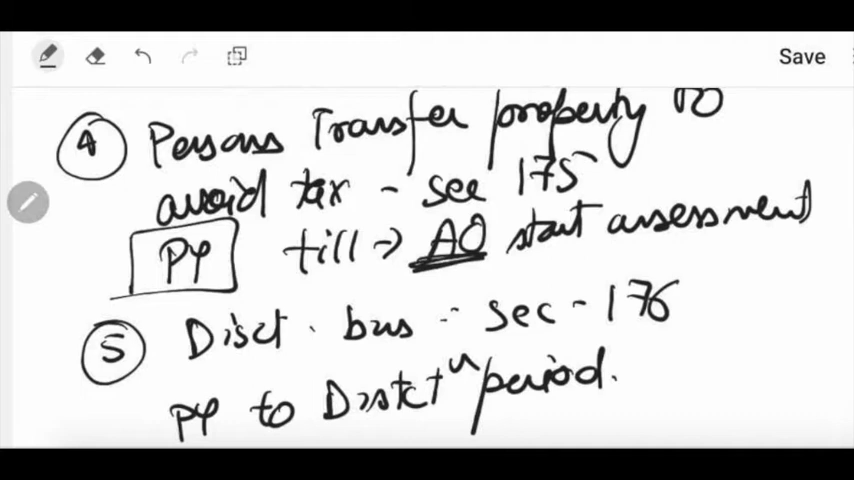 Save
④ Persons Transfer property to
avoid tax - sec 175
PY till → AO start assessment
⑤ Disct. bus - sec - 176
PY to Distctⁿ period.